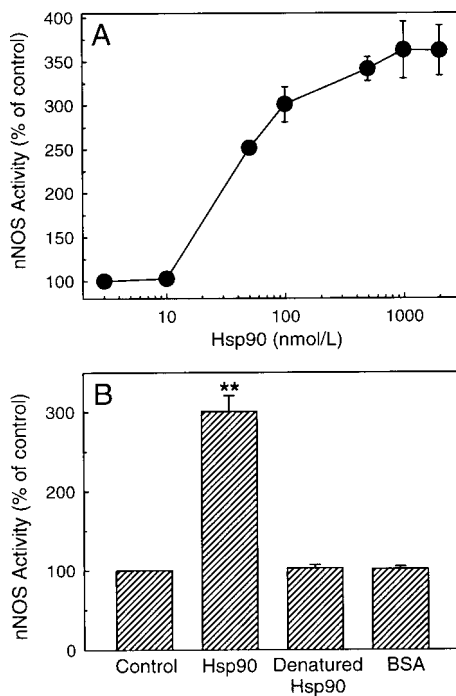 A
nNOS Activity (% of control)
400
350
300
250
200
150
100
10
100
1000
Hsp90 (nmol/L)
B
nNOS Activity (% of control)
**
300
200
100
0
Control
Hsp90
Denatured
Hsp90
BSA